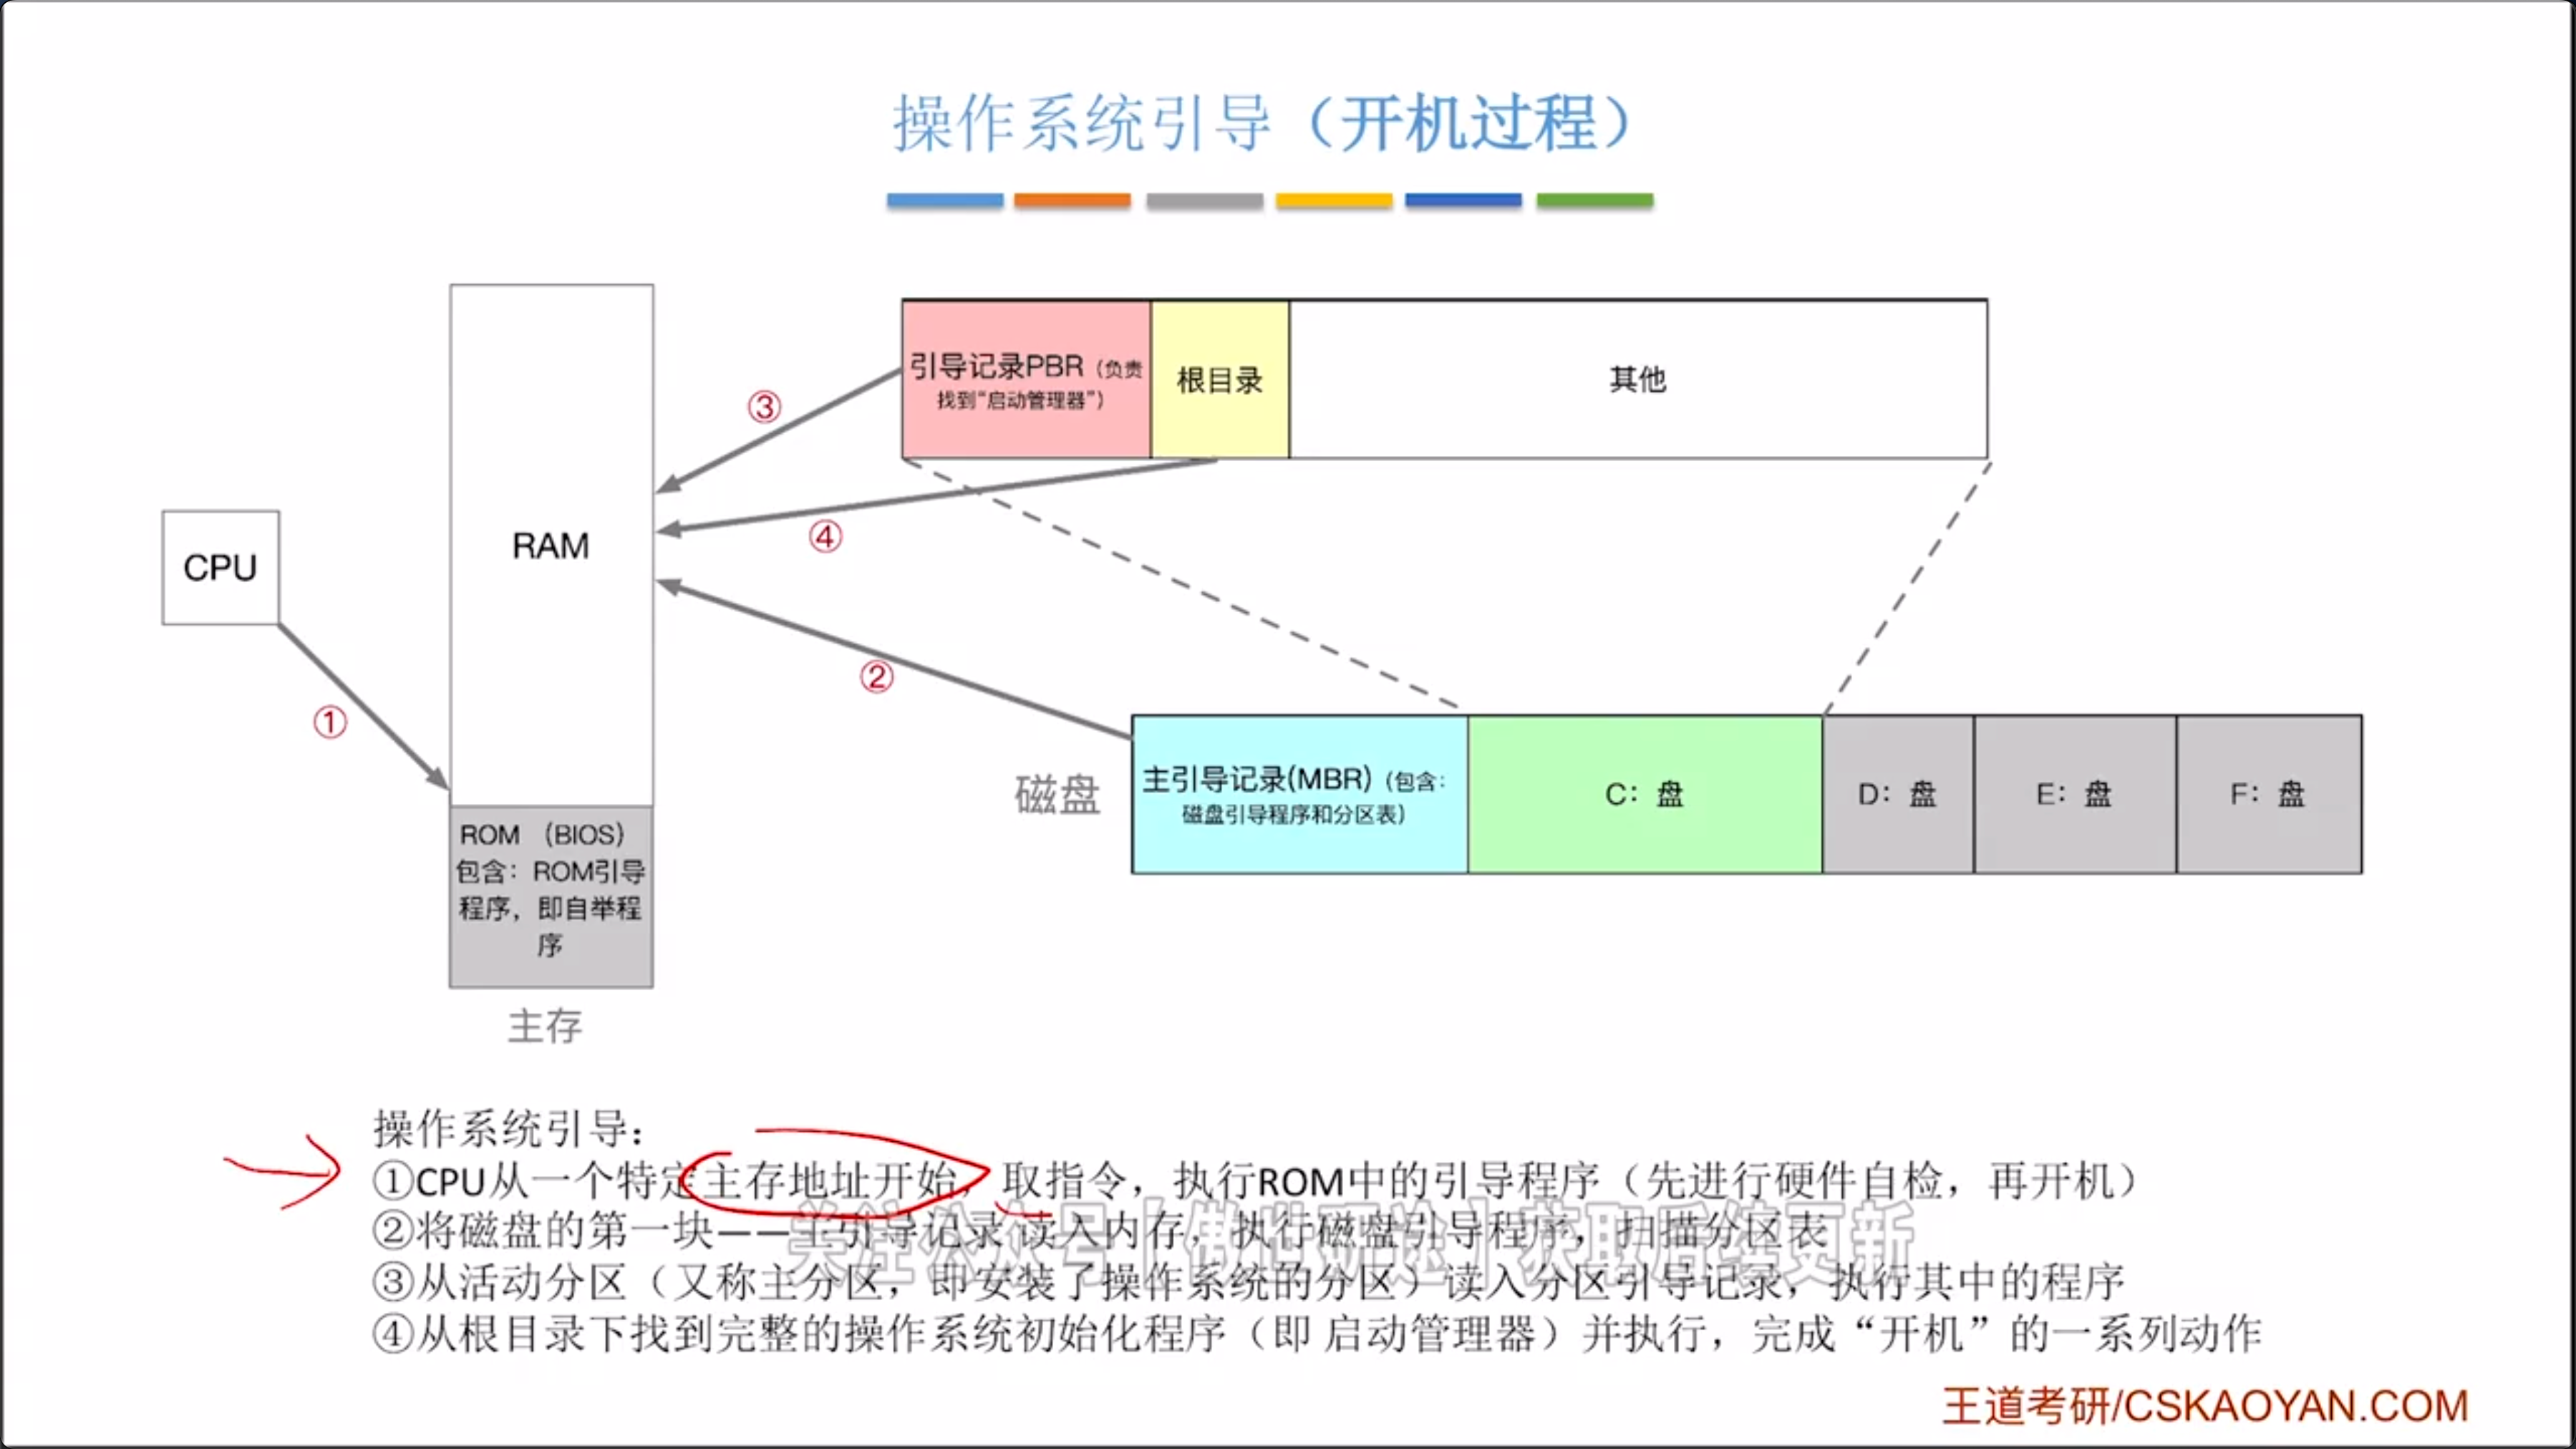 操作系统引导（开机过程）
引导记录PBR（负责
找到“启动管理器”）
根目录
其他
③
④
RAM
CPU
②
①
磁盘
主引导记录(MBR)（包含：
磁盘引导程序和分区表）
C：盘
D：盘
E：盘
F：盘
ROM （BIOS）
包含：ROM引导
程序，即自举程
序
主存
操作系统引导：
①CPU从一个特定主存地址开始，取指令，执行ROM中的引导程序（先进行硬件自检，再开机）
②将磁盘的第一块——主引导记录 读入内存，执行磁盘引导程序，扫描分区表
关注公众号 获取后续更新
③从活动分区（又称主分区，即安装了操作系统的分区）读入分区引导记录，执行其中的程序
④从根目录下找到完整的操作系统初始化程序（即 启动管理器）并执行，完成“开机”的一系列动作
王道考研/CSKAOYAN.COM